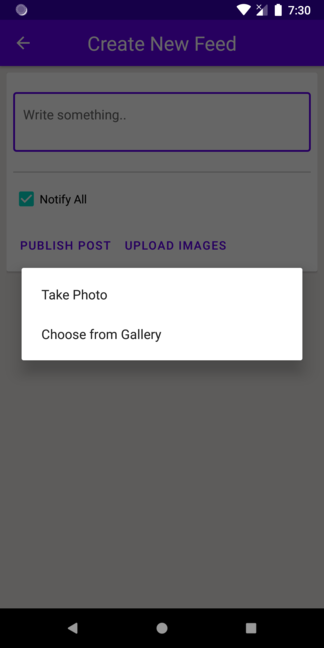 7:30
Create New Feed
Write something..
Notify All
PUBLISH POST UPLOAD IMAGES
Take Photo
Choose from Gallery